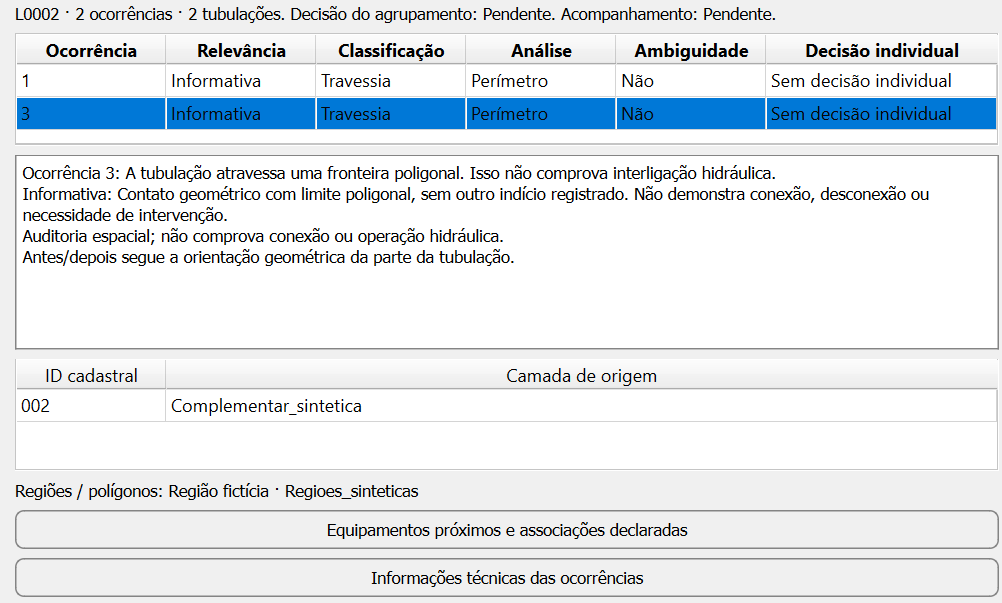 L0002 · 2 ocorrências · 2 tubulações. Decisão do agrupamento: Pendente. Acompanhamento: Pendente.
Ocorrência Relevância Classificação Análise Ambiguidade Decisão individual
1 Informativa Travessia Perímetro Não Sem decisão individual
3 Informativa Travessia Perímetro Não Sem decisão individual
Ocorrência 3: A tubulação atravessa uma fronteira poligonal. Isso não comprova interligação hidráulica.
Informativa: Contato geométrico com limite poligonal, sem outro indício registrado. Não demonstra conexão, desconexão ou
necessidade de intervenção.
Auditoria espacial; não comprova conexão ou operação hidráulica.
Antes/depois segue a orientação geométrica da parte da tubulação.
ID cadastral Camada de origem
002 Complementar_sintetica
Regiões / polígonos: Região fictícia · Regioes_sinteticas
Equipamentos próximos e associações declaradas
Informações técnicas das ocorrências